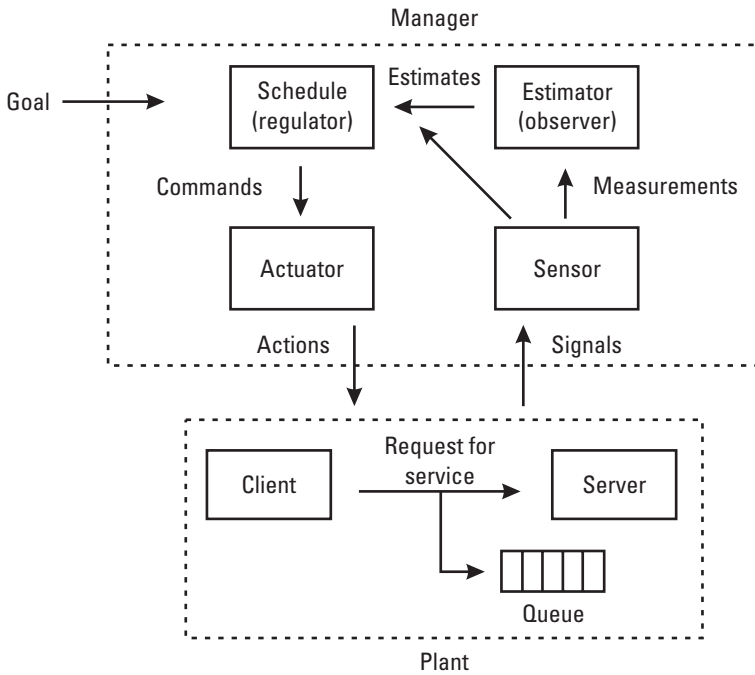 Manager
Goal
Schedule
(regulator)
Estimates
Estimator
(observer)
Commands
Measurements
Actuator
Sensor
Actions
Signals
Client
Request for
service
Server
Queue
Plant